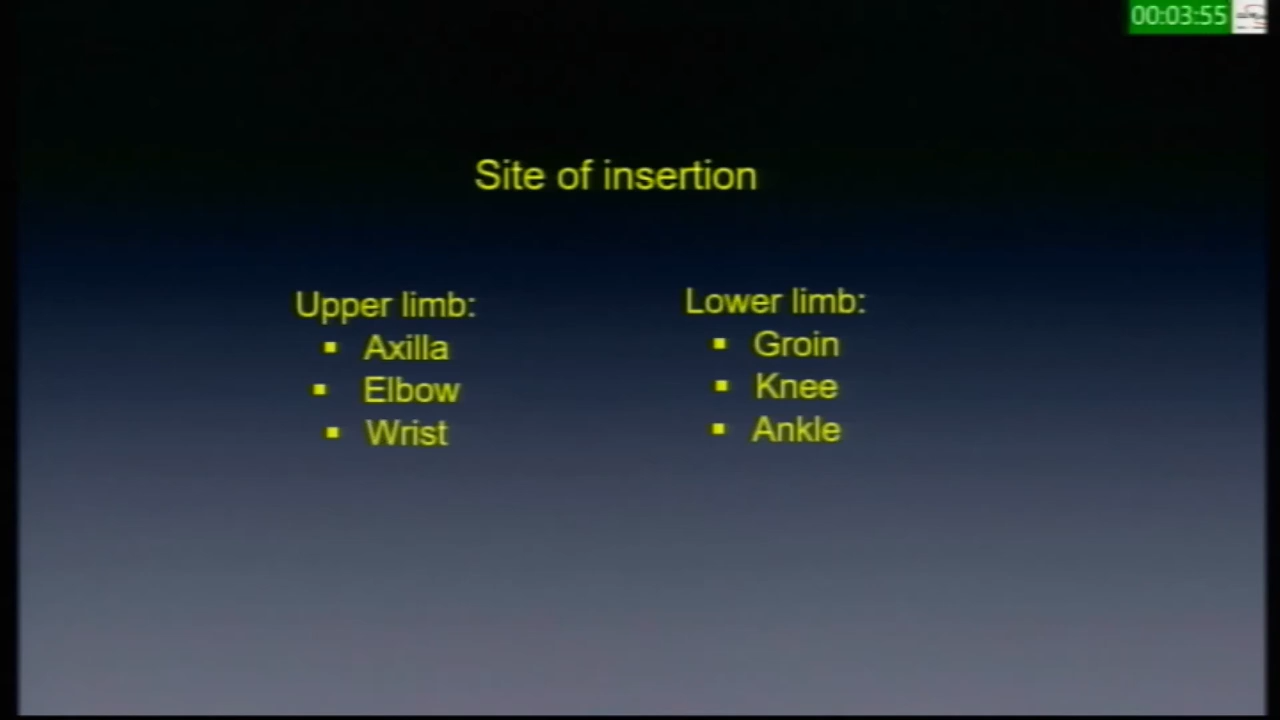 00:03:55
Site of insertion
Upper limb:
▪ Axilla
▪ Elbow
▪ Wrist
Lower limb:
▪ Groin
▪ Knee
▪ Ankle